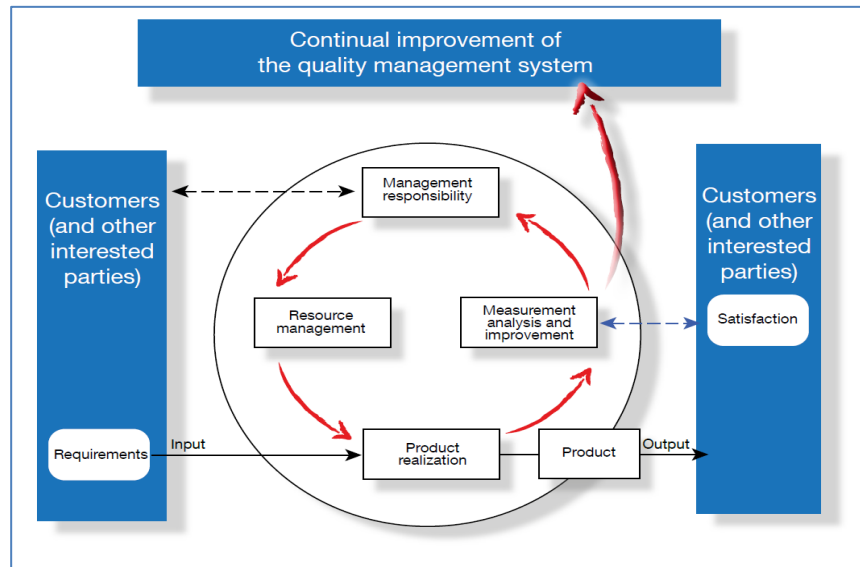 Continual improvement of
the quality management system
Customers
(and other
interested
parties)
Management
responsibility
Customers
(and other
interested
parties)
Resource
management
Measurement
analysis and
improvement
Satisfaction
Requirements
Input
Product
realization
Product
Output